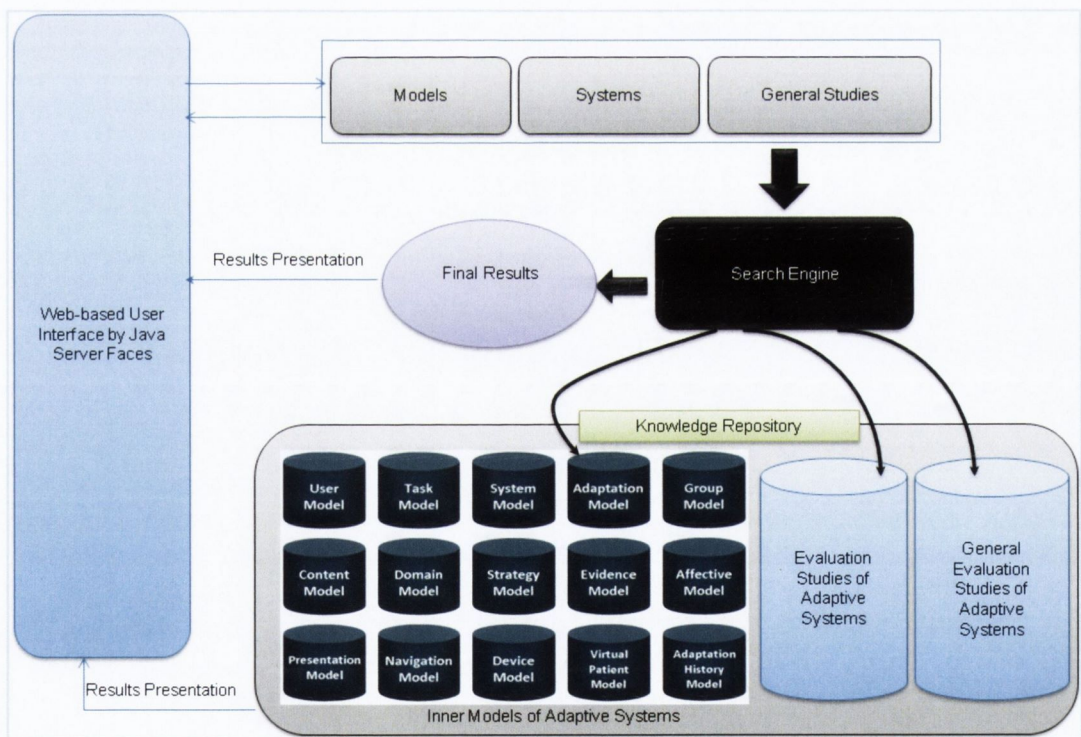 Models
Systems
General Studies
Search Engine
Final Results
Results Presentation
Web-based User
Interface by Java
Server Faces
Knowledge Repository
User
Model
Task
Model
System
Model
Adaptation
Model
Group
Model
Content
Model
Domain
Model
Strategy
Model
Evidence
Model
Affective
Model
Presentation
Model
Navigation
Model
Device
Model
Virtual
Patient
Model
Adaptation
History
Model
Inner Models of Adaptive Systems
Evaluation
Studies of
Adaptive
Systems
General
Evaluation
Studies of
Adaptive
Systems
Results Presentation